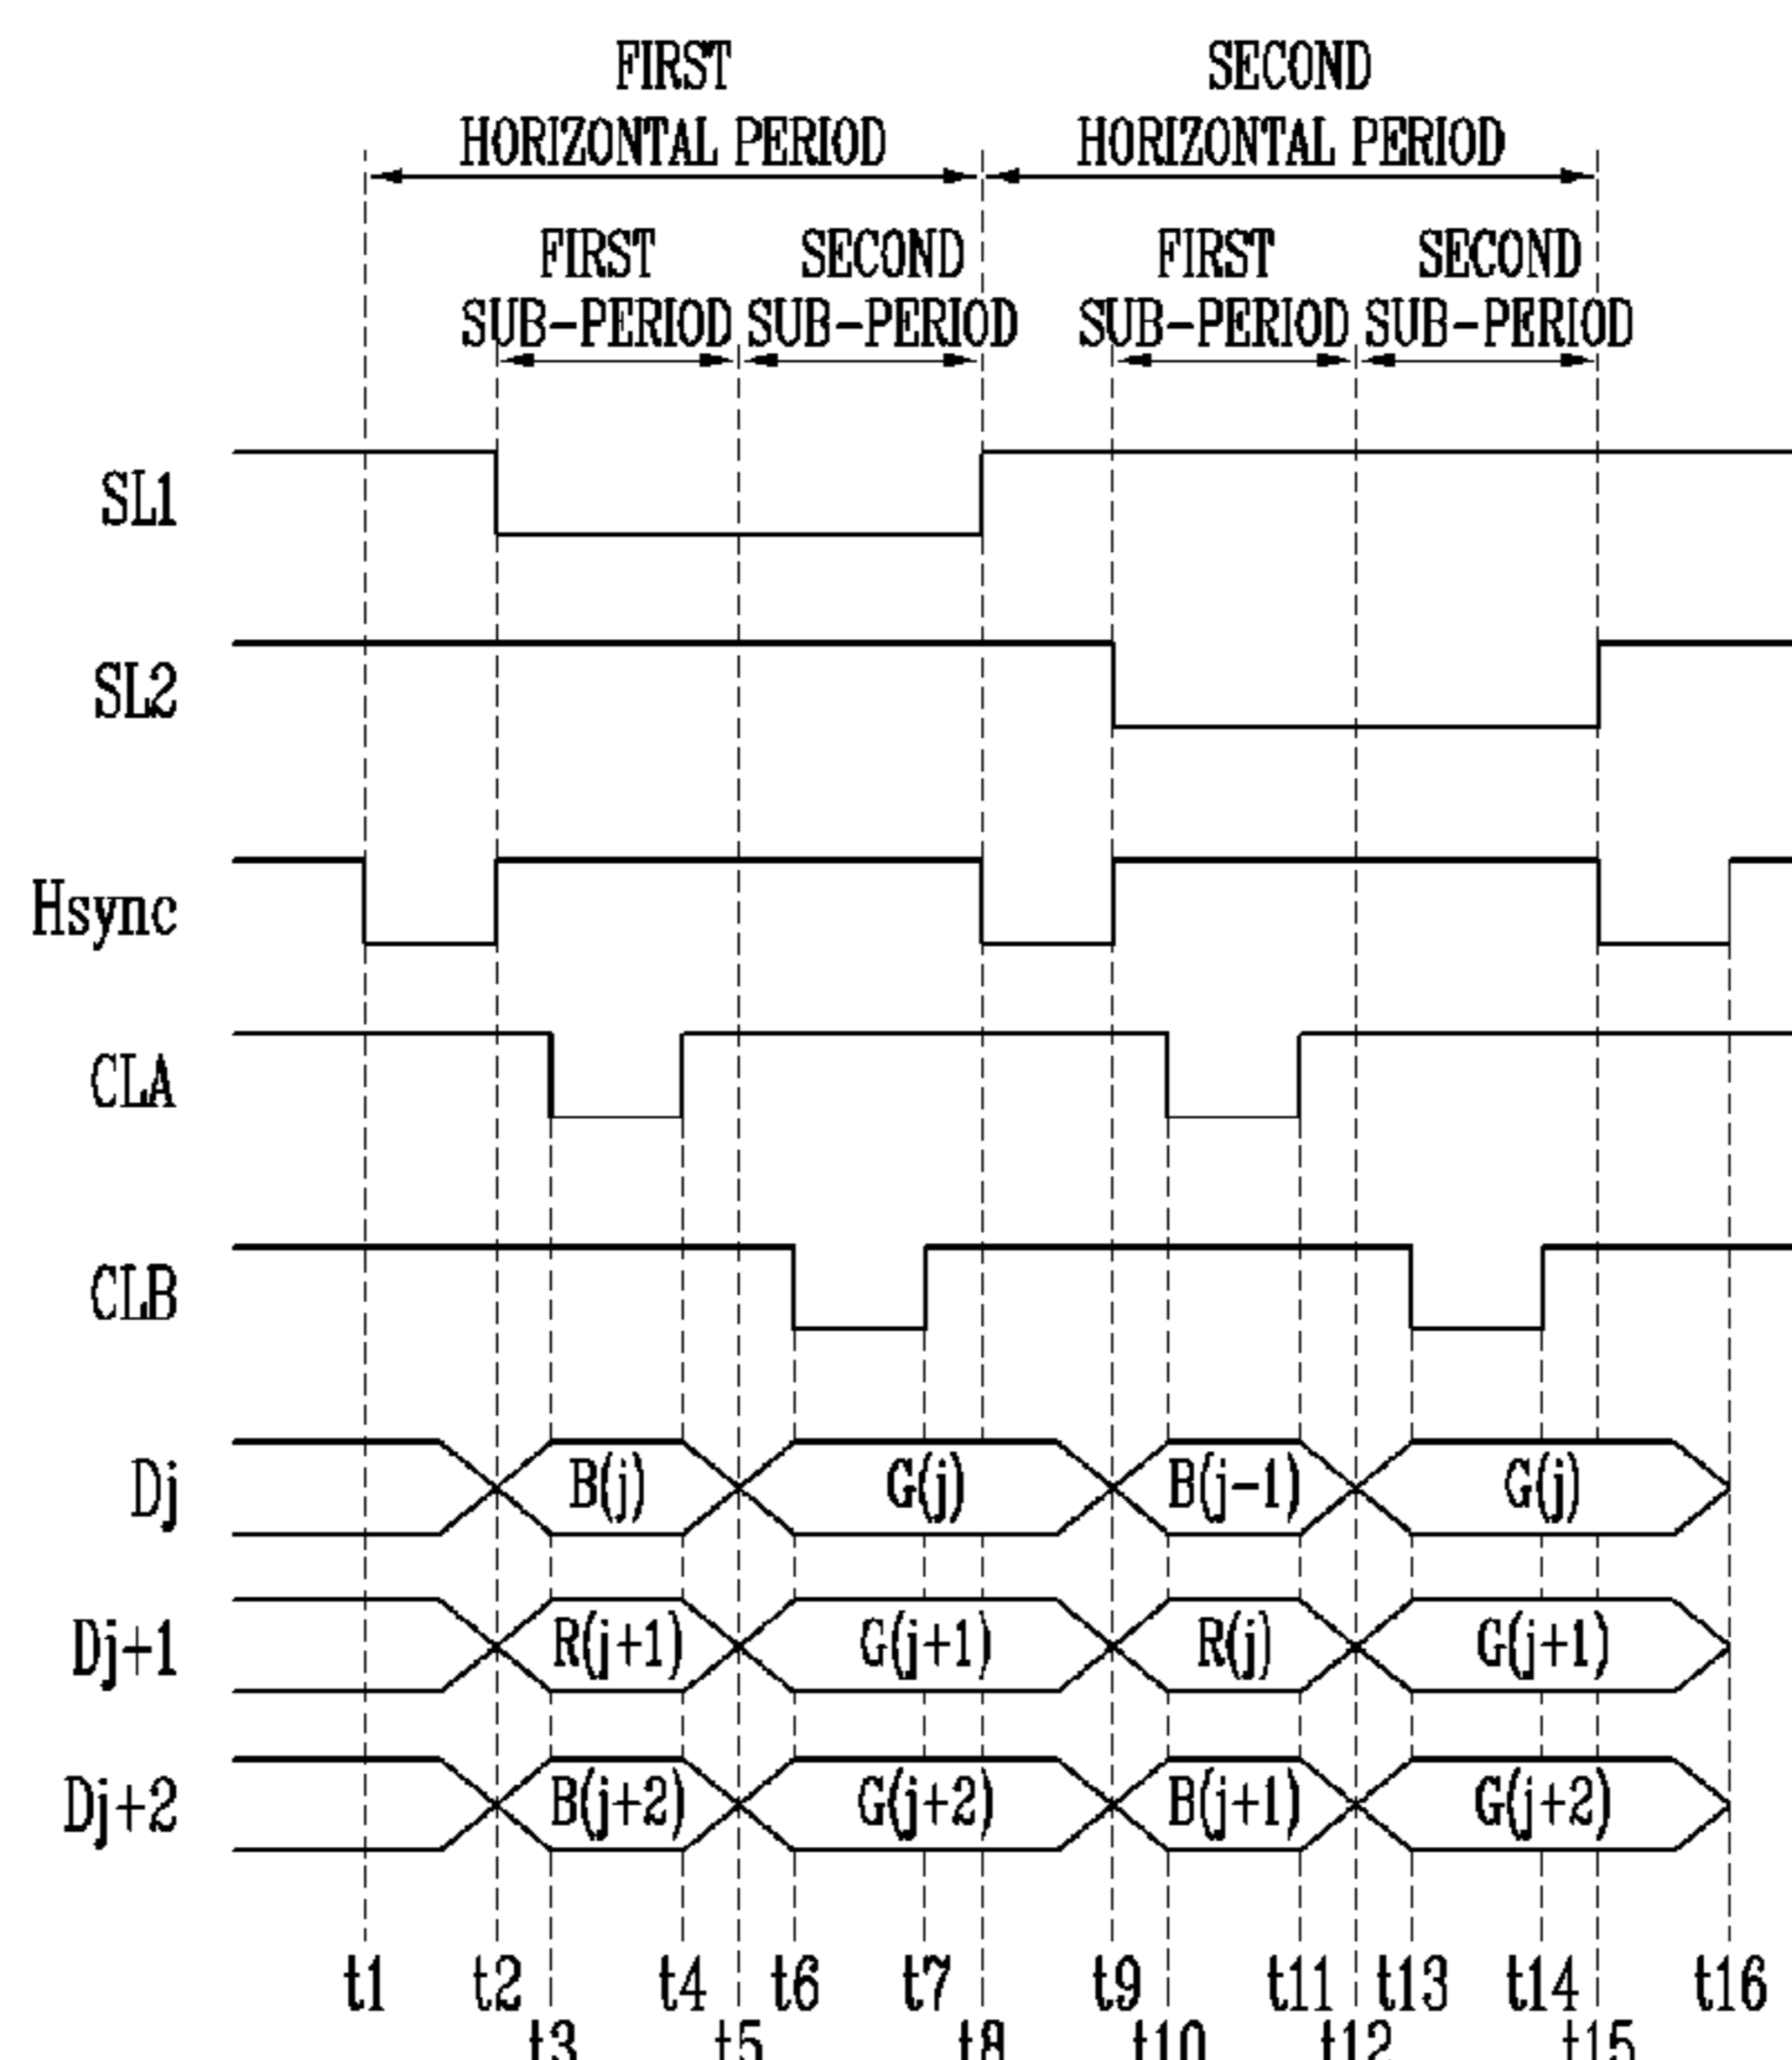 FIRST
HORIZONTAL PERIOD
SECOND
HORIZONTAL PERIOD
FIRST
SUB-PERIOD
SECOND
SUB-PERIOD
FIRST
SUB-PERIOD
SECOND
SUB-PERIOD
SL1
SL2
Hsync
CLA
CLB
Dj B(j) G(j) B(j-1) G(j)
Dj+1 R(j+1) G(j+1) R(j) G(j+1)
Dj+2 B(j+2) G(j+2) B(j+1) G(j+2)
t1 t2 t4 t6 t7 t9 t11 t13 t14 t16
t3 t5 t8 t10 t12 t15